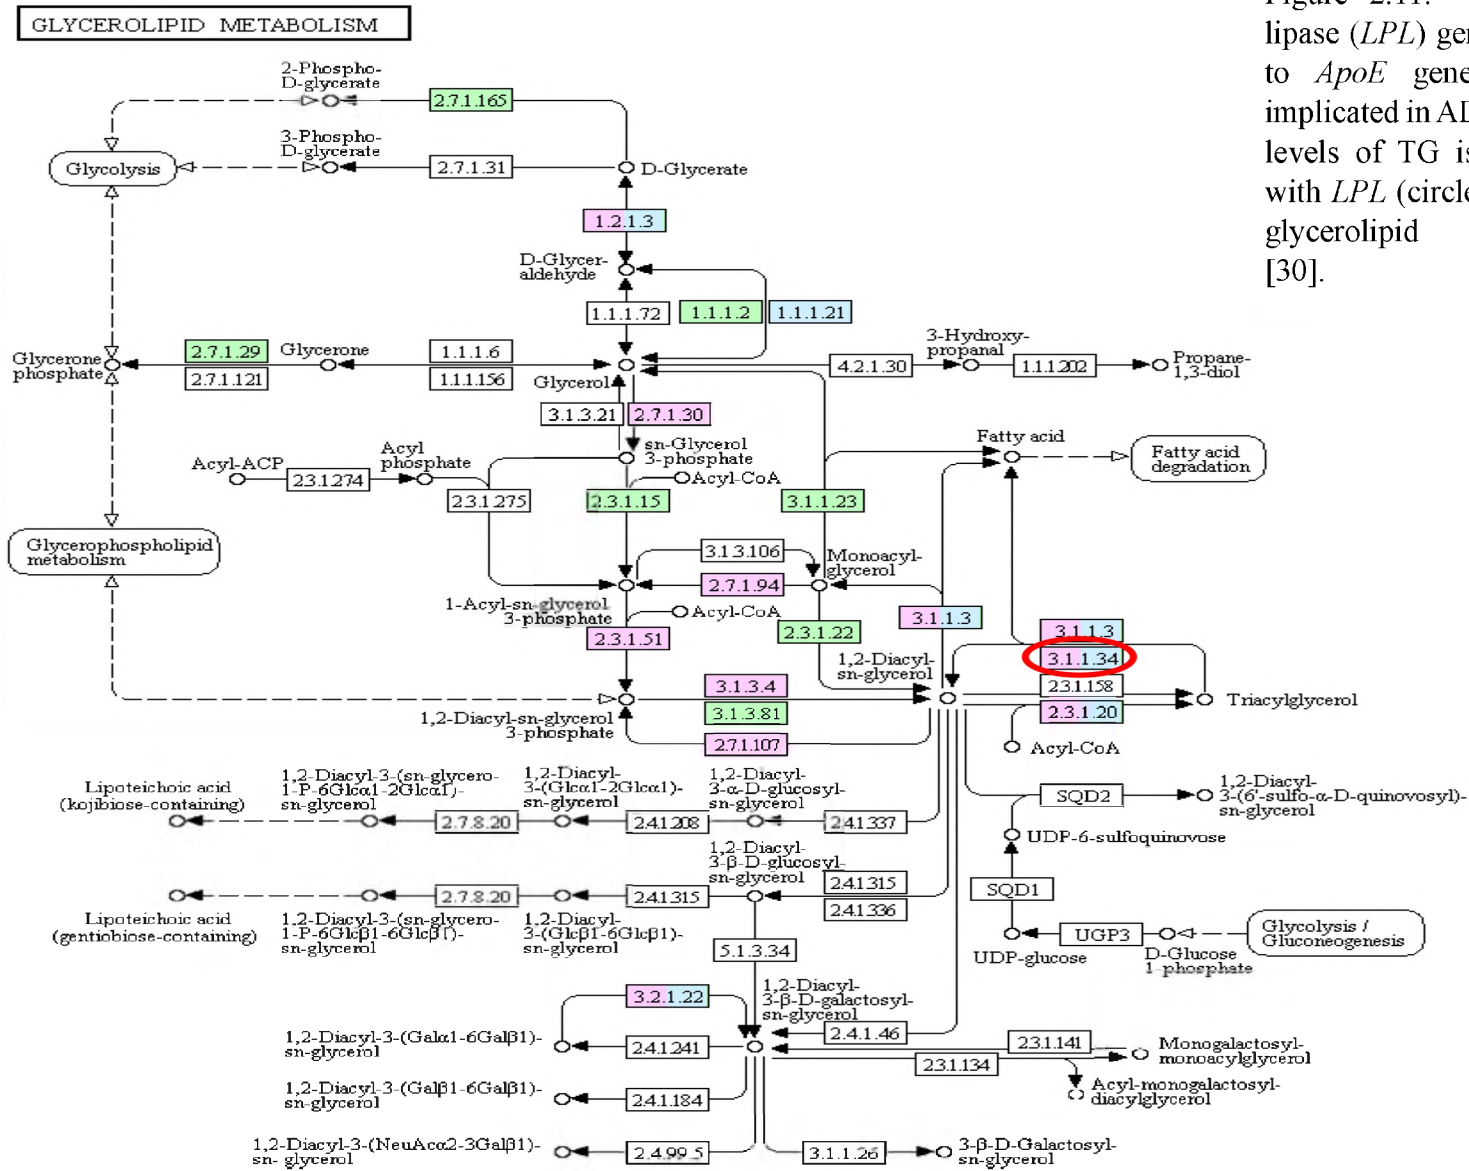 GLYCEROLIPID METABOLISM
lipase (LPL) ger
to ApoE gene
implicated in AD
levels of TG is
with LPL (circle
glycerolipid
[30].
2-Phospho-
D-glycerate
2.7.1.165
3-Phospho-
D-glycerate
Glycolysis
2.7.1.31
D-Glycerate
1.2.1.3
D-Glycer-
aldehyde
1.1.1.72
1.1.1.2
1.1.1.21
Glycerone
phosphate
2.7.1.29
2.7.1.121
Glycerone
1.1.1.6
1.1.1.156
Glycerol
4.2.1.30
3-Hydroxy-
propanal
1.1.1.202
Propane-
1,3-diol
3.1.3.21
2.7.1.30
Acyl-ACP
2.3.1.274
Acyl
phosphate
2.3.1.275
sn-Glycerol
3-phosphate
Acyl-CoA
2.3.1.15
3.1.1.23
Fatty acid
Fatty acid
degradation
Glycerophospholipid
metabolism
3.1.3.106
Monoacyl-
glycerol
2.7.1.94
1-Acyl-sn-glycerol
3-phosphate
Acyl-CoA
2.3.1.51
2.3.1.22
3.1.1.3
3.1.1.3
3.1.1.34
2.3.1.158
2.3.1.20
Triacylglycerol
Acyl-CoA
1,2-Diacyl-
sn-glycerol
3.1.3.4
3.1.3.81
2.7.1.107
1,2-Diacyl-sn-glycerol
3-phosphate
Lipoteichoic acid
(kojibiose-containing)
1,2-Diacyl-3-(sn-glycero-
1-P-6Glcα1-2Glcα1)-
sn-glycerol
2.7.8.20
1,2-Diacyl-
3-(Glcα1-2Glcα1)-
sn-glycerol
2.4.1.208
1,2-Diacyl-
3-α-D-glucosyl-
sn-glycerol
2.4.1.337
SQD2
1,2-Diacyl-
3-(6'-sulfo-α-D-quinovosyl)-
sn-glycerol
UDP-6-sulfoquinovose
SQD1
Lipoteichoic acid
(gentiobiose-containing)
1,2-Diacyl-3-(sn-glycero-
1-P-6Glcβ1-6Glcβ1)-
sn-glycerol
2.7.8.20
1,2-Diacyl-
3-(Glcβ1-6Glcβ1)-
sn-glycerol
2.4.1.315
1,2-Diacyl-
3-β-D-glucosyl-
sn-glycerol
2.4.1.315
2.4.1.336
UDP-glucose
UGP3
D-Glucose
1-phosphate
Glycolysis /
Gluconeogenesis
5.1.3.34
3.2.1.22
1,2-Diacyl-
3-β-D-galactosyl-
sn-glycerol
2.4.1.46
1,2-Diacyl-3-(Galα1-6Galβ1)-
sn-glycerol
2.4.1.241
2.3.1.141
2.3.1.134
Monogalactosyl-
monoacylglycerol
Acyl-monogalactosyl-
diacylglycerol
1,2-Diacyl-3-(Galβ1-6Galβ1)-
sn-glycerol
2.4.1.184
1,2-Diacyl-3-(NeuAcα2-3Galβ1)-
sn-glycerol
2.4.99.5
3.1.1.26
3-β-D-Galactosyl-
sn-glycerol